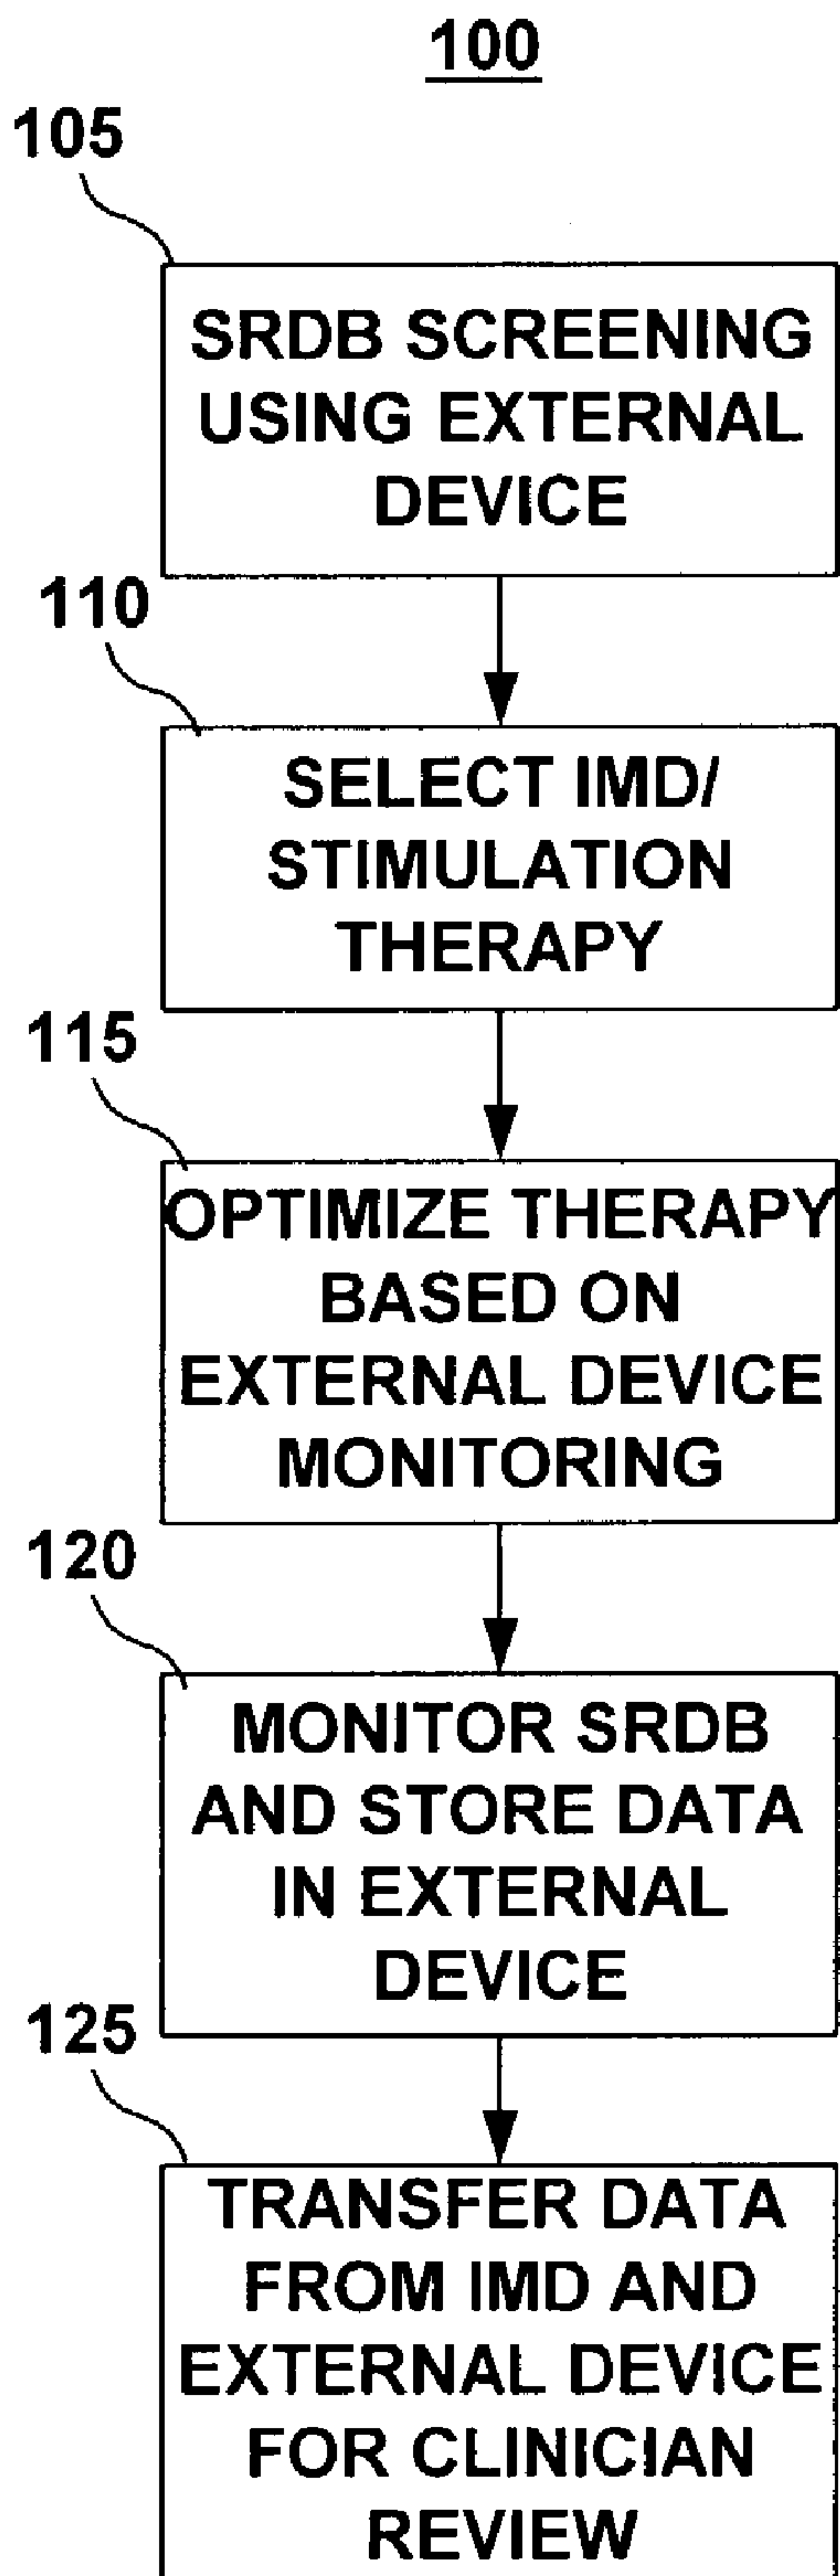 100
105
SRDB SCREENING
USING EXTERNAL
DEVICE
110
SELECT IMD/
STIMULATION
THERAPY
115
OPTIMIZE THERAPY
BASED ON
EXTERNAL DEVICE
MONITORING
120
MONITOR SRDB
AND STORE DATA
IN EXTERNAL
DEVICE
125
TRANSFER DATA
FROM IMD AND
EXTERNAL DEVICE
FOR CLINICIAN
REVIEW